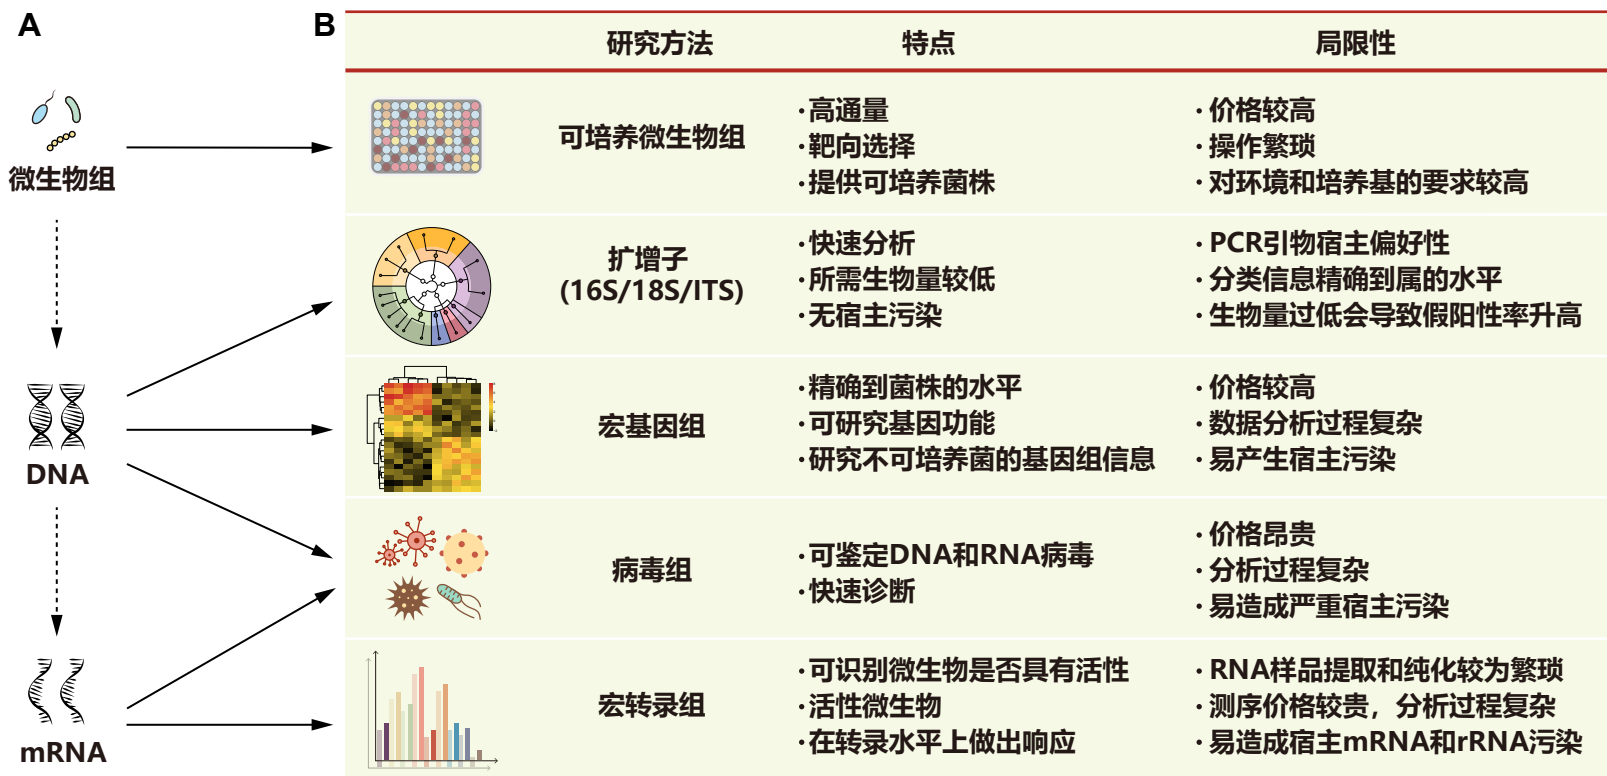 A
B
研究方法
特点
局限性
微生物组
可培养微生物组
·高通量
·靶向选择
·提供可培养菌株
·价格较高
·操作繁琐
·对环境和培养基的要求较高
扩增子
(16S/18S/ITS)
·快速分析
·所需生物量较低
·无宿主污染
·PCR引物宿主偏好性
·分类信息精确到属的水平
·生物量过低会导致假阳性率升高
DNA
宏基因组
·精确到菌株的水平
·可研究基因功能
·研究不可培养菌的基因组信息
·价格较高
·数据分析过程复杂
·易产生宿主污染
病毒组
·可鉴定DNA和RNA病毒
·快速诊断
·价格昂贵
·分析过程复杂
·易造成严重宿主污染
mRNA
宏转录组
·可识别微生物是否具有活性
·活性微生物
·在转录水平上做出响应
·RNA样品提取和纯化较为繁琐
·测序价格较贵，分析过程复杂
·易造成宿主mRNA和rRNA污染